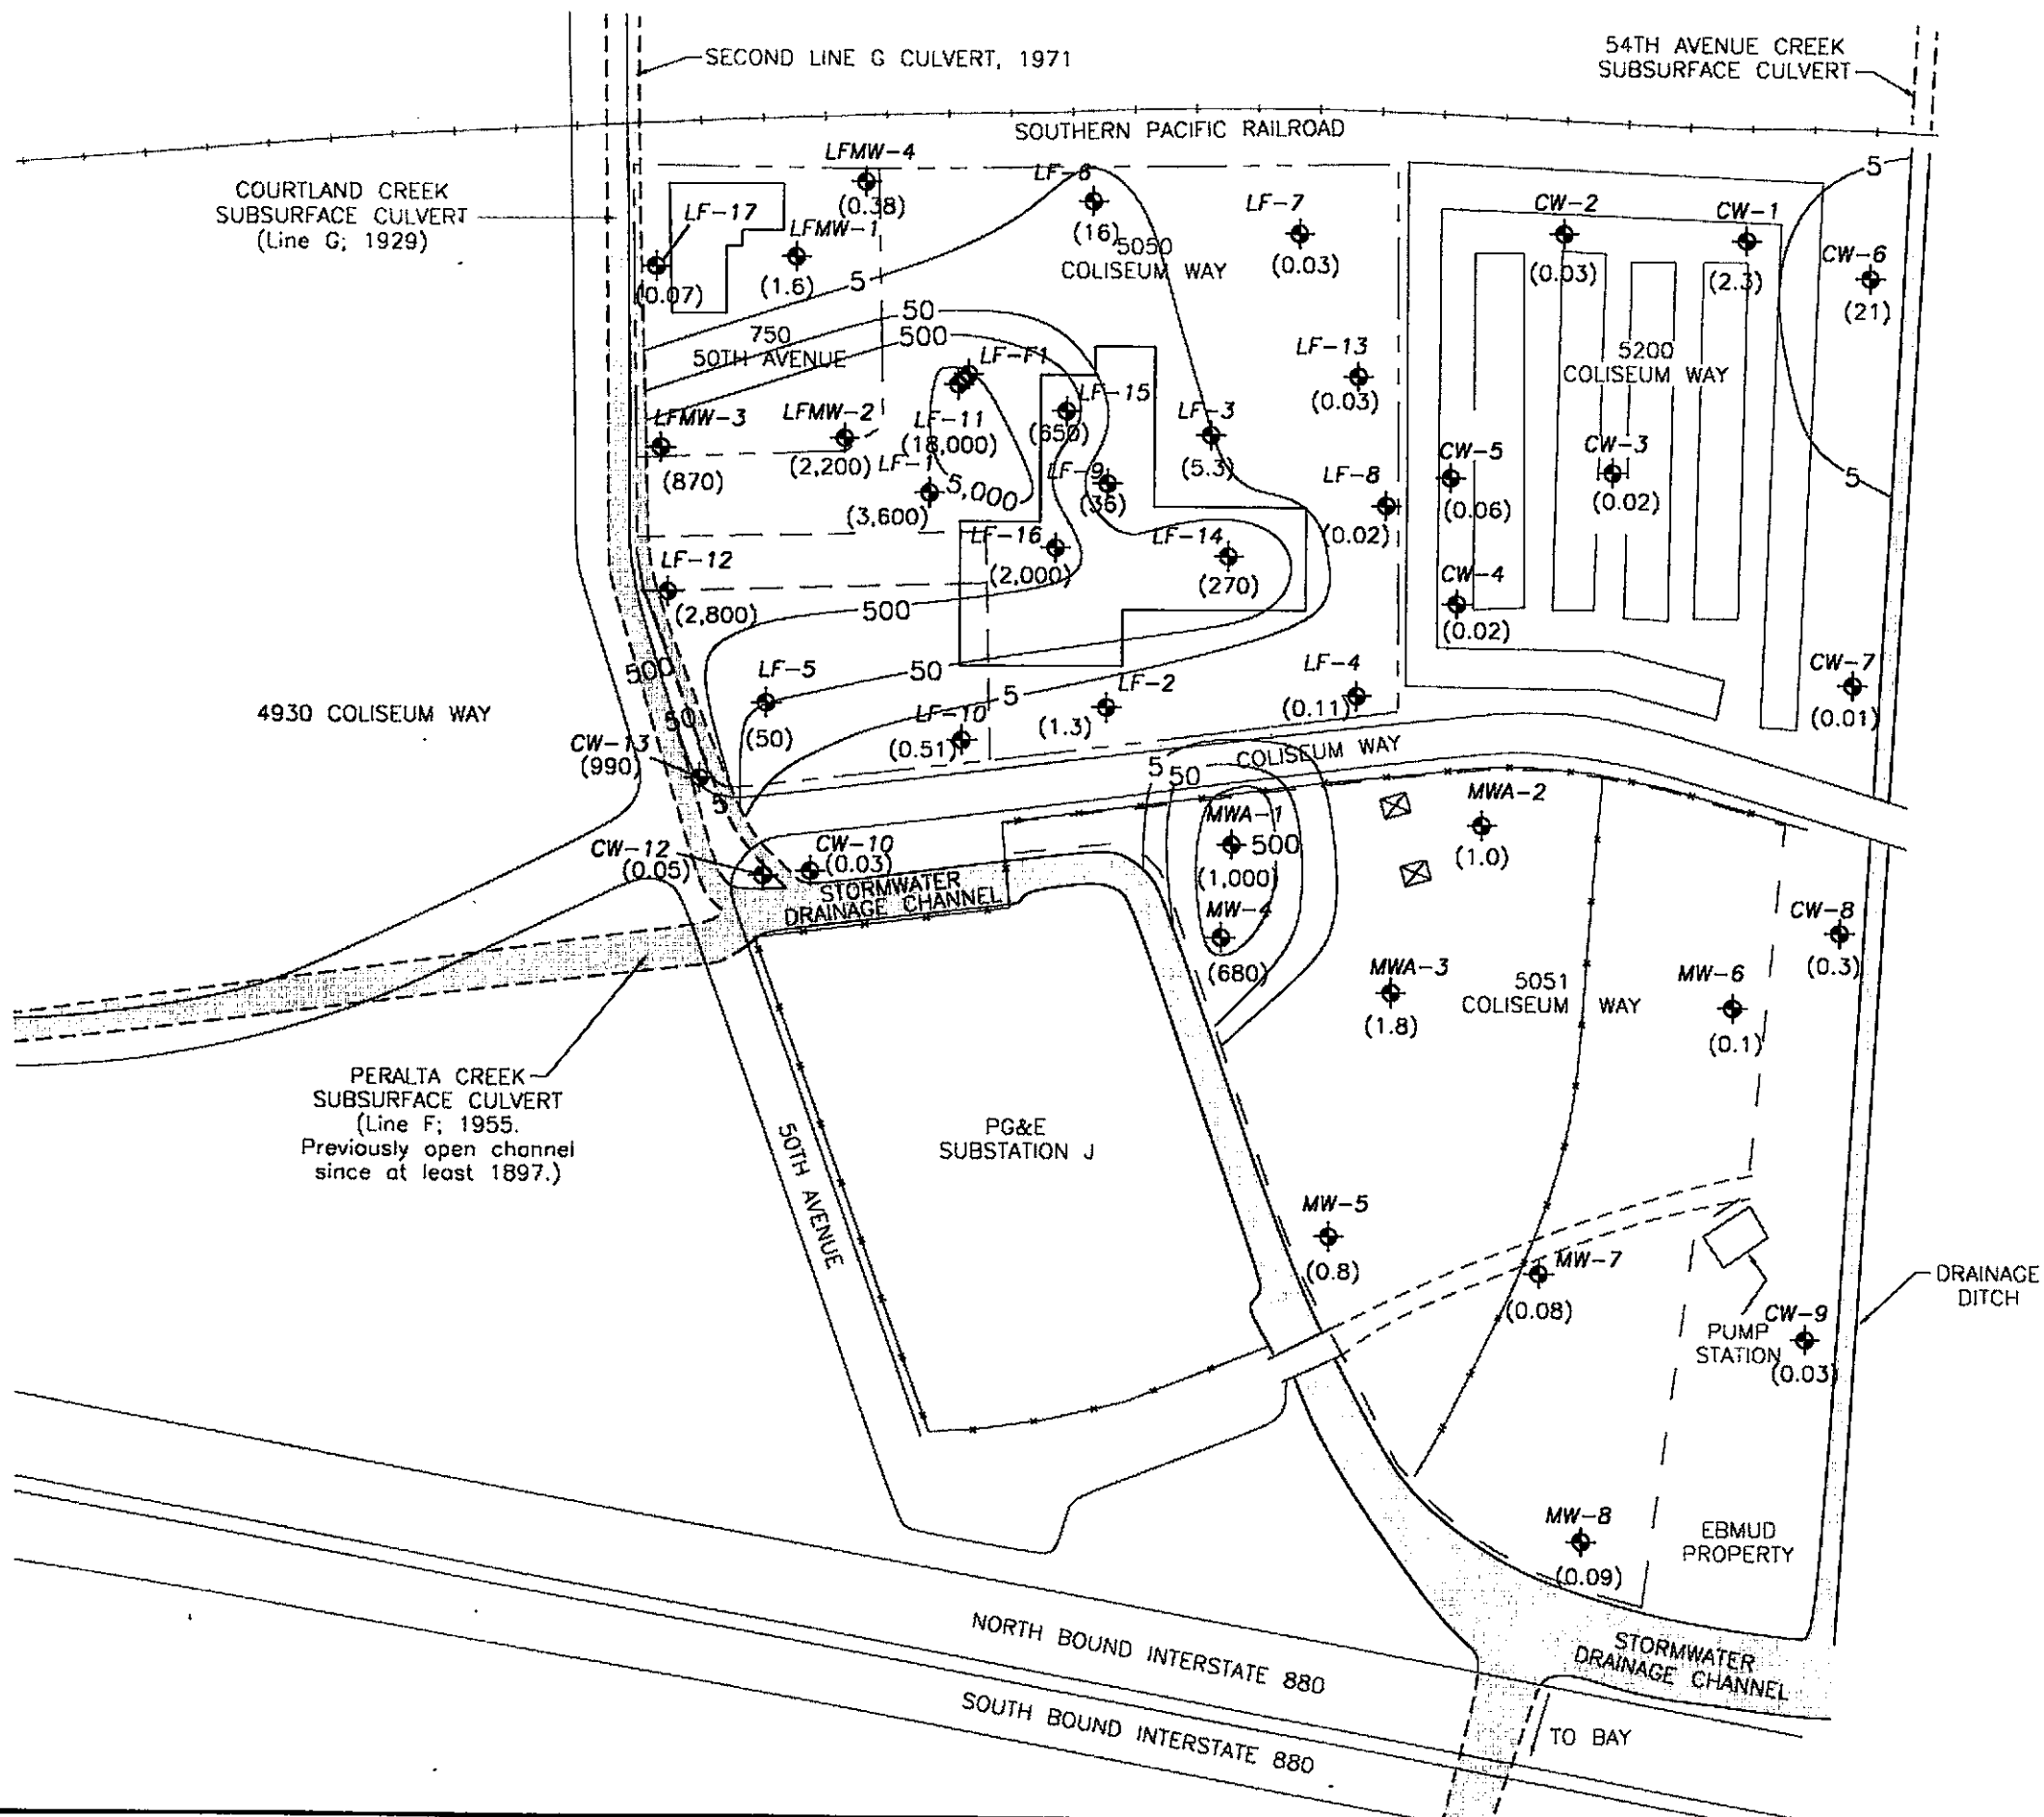 SECOND LINE G CULVERT, 1971
54TH AVENUE CREEK
SUBSURFACE CULVERT
SOUTHERN PACIFIC RAILROAD
COURTLAND CREEK
SUBSURFACE CULVERT
(Line G; 1929)
LFMW-4
(0.38)
LF-17
(0.07)
LFMW-1
(1.6)
LF-6
(16)
5050
COLISEUM WAY
LF-7
(0.03)
CW-2
(0.03)
CW-1
(2.3)
CW-6
(21)
5
5
5
50
500
750
50TH AVENUE
LF-F1
LF-11
(18,000)
LF-15
(650)
LF-13
(0.03)
5200
COLISEUM WAY
LFMW-3
(870)
LFMW-2
(2,200)
LF-1
(3,600)
5,000
LF-9
(36)
LF-3
(5.3)
LF-8
(0.02)
CW-5
(0.06)
CW-3
(0.02)
LF-16
(2,000)
LF-14
(270)
LF-12
(2,800)
500
CW-4
(0.02)
500
LF-5
(50)
50
5
LF-2
(1.3)
LF-4
(0.11)
CW-7
(0.01)
4930 COLISEUM WAY
50
LF-10
(0.51)
CW-13
(990)
5
COLISEUM WAY
5
50
MWA-1
500
(1,000)
MWA-2
(1.0)
CW-12
(0.05)
CW-10
(0.03)
STORMWATER
DRAINAGE CHANNEL
MW-4
(680)
MWA-3
(1.8)
5051
COLISEUM WAY
CW-8
(0.3)
MW-6
(0.1)
PERALTA CREEK
SUBSURFACE CULVERT
(Line F; 1955.
Previously open channel
since at least 1897.)
50TH AVENUE
PG&E
SUBSTATION J
MW-5
(0.8)
MW-7
(0.08)
DRAINAGE
DITCH
CW-9
(0.03)
PUMP
STATION
MW-8
(0.09)
EBMUD
PROPERTY
STORMWATER
DRAINAGE CHANNEL
NORTH BOUND INTERSTATE 880
SOUTH BOUND INTERSTATE 880
TO BAY